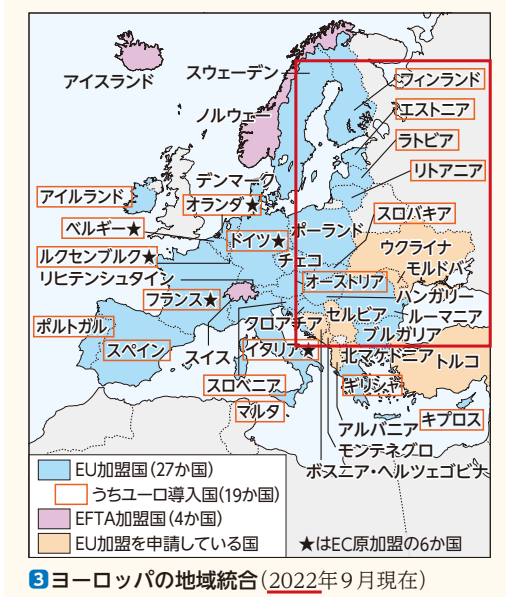 アイスランド
スウェーデン
フィンランド
ノルウェー
エストニア
ラトビア
リトアニア
デンマーク
アイルランド
オランダ★
スロバキア
ベルギー★
ドイツ★
ポーランド
ウクライナ
ルクセンブルク★
チェコ
モルドバ
リヒテンシュタイン
オーストリア
フランス★
ハンガリー
ポルトガル
クロアチア
セルビア
ルーマニア
ブルガリア
スペイン
スイス
イタリア★
北マケドニア
トルコ
スロベニア
ギリシャ
マルタ
キプロス
アルバニア
モンテネグロ
ボスニア・ヘルツェゴビナ
EU加盟国(27か国)
うちユーロ導入国(19か国)
EFTA加盟国(4か国)
EU加盟を申請している国
★はEC原加盟の6か国
3 ヨーロッパの地域統合(2022年9月現在)